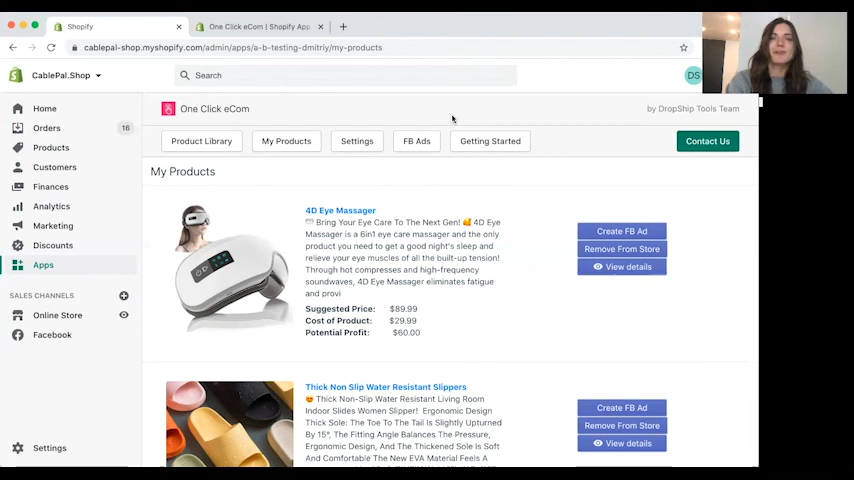 Shopify
One Click eCom | Shopify App
cablepal-shop.myshopify.com/admin/apps/a-b-testing-dmitriy/my-products
CablePal.Shop
Search
DS
Home
Orders
16
Products
Customers
Finances
Analytics
Marketing
Discounts
Apps
SALES CHANNELS
Online Store
Facebook
Settings
One Click eCom
by DropShip Tools Team
Product Library
My Products
Settings
FB Ads
Getting Started
Contact Us
My Products
4D Eye Massager
Bring Your Eye Care To The Next Gen! 🥰 4D Eye
Massager is a 6in1 eye care massager and the only
product you need to get a good night's sleep and
relieve your eye muscles of all the built-up tension!
Through hot compresses and high-frequency
soundwaves, 4D Eye Massager eliminates fatigue
and provi
Suggested Price: $89.99
Cost of Product: $29.99
Potential Profit: $60.00
Create FB Ad
Remove From Store
View details
Thick Non Slip Water Resistant Slippers
😍 Thick Non-Slip Water Resistant Living Room
Indoor Slides Women Slipper! Ergonomic Design
Thick Sole: The Toe To The Tail Is Slightly Upturned
By 15°, The Fitting Angle Balances The Pressure,
Ergonomic Design, And The Thickened Sole Is Soft
And Comfortable The New EVA Material Feels A
Create FB Ad
Remove From Store
View details